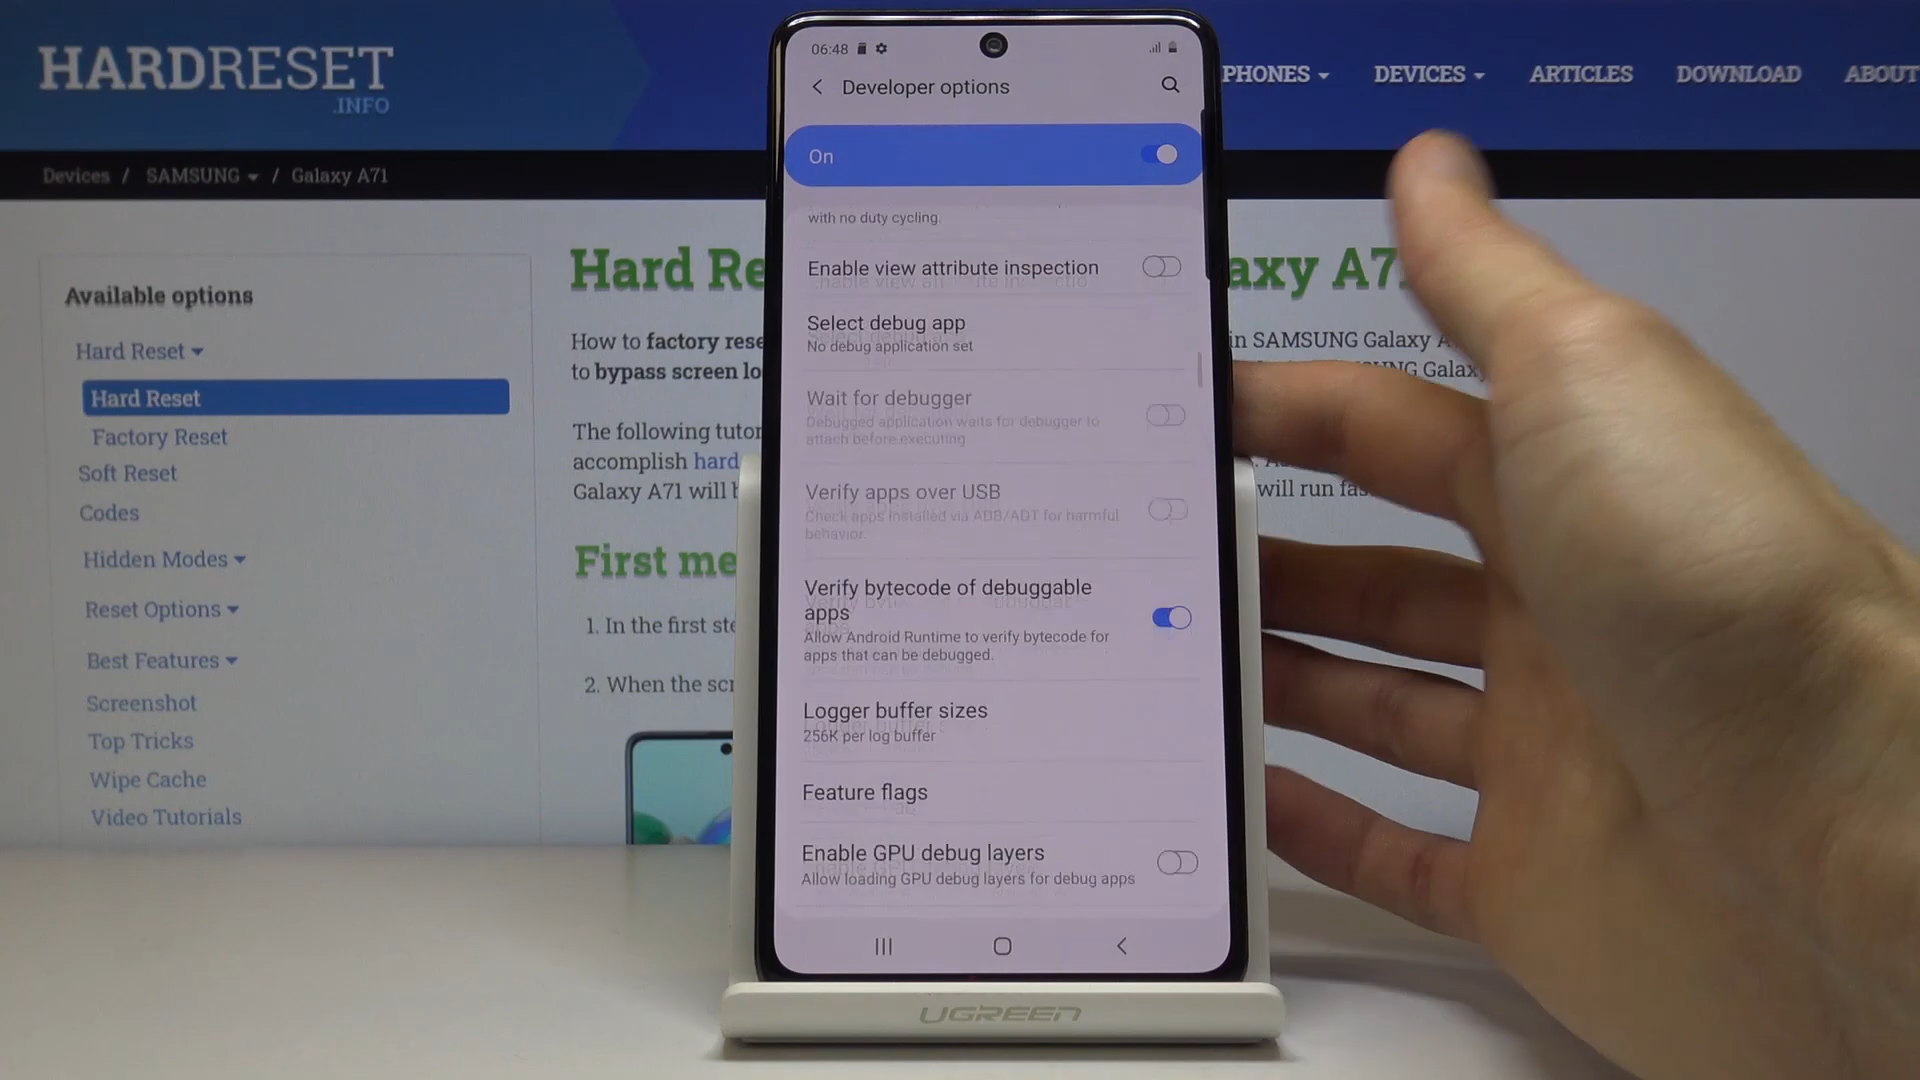 HARDRESET
.INFO
PHONES
DEVICES
ARTICLES
DOWNLOAD
ABOUT
Devices / SAMSUNG / Galaxy A71
Available options
Hard Reset
Hard Reset
Factory Reset
Soft Reset
Codes
Hidden Modes
Reset Options
Best Features
Screenshot
Top Tricks
Wipe Cache
Video Tutorials
Hard Re
axy A7
How to factory rese
in SAMSUNG Galaxy A
to bypass screen lo
SUNG Galaxy
The following tutor
accomplish hard
Galaxy A71 will b
will run fas
First me
1. In the first ste
2. When the scr
06:48
Developer options
On
with no duty cycling.
Enable view attribute inspection
Select debug app
No debug application set
Wait for debugger
Debugged application waits for debugger to
attach before executing
Verify apps over USB
Check apps installed via ADB/ADT for harmful
behavior.
Verify bytecode of debuggable
apps
Allow Android Runtime to verify bytecode for
apps that can be debugged.
Logger buffer sizes
256K per log buffer
Feature flags
Enable GPU debug layers
Allow loading GPU debug layers for debug apps
UGREEN